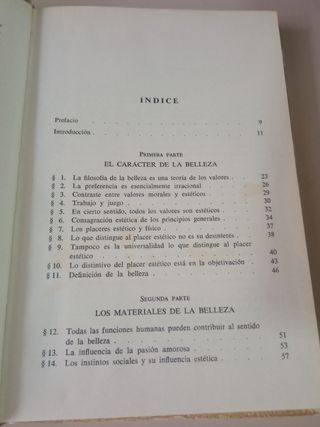 INDICE
Prefacio . . . . . . . . . . 9
Introducción . . . . . . . . . . 11
PRIMERA PARTE
EL CARÁCTER DE LA BELLEZA
§ 1. La filosofía de la belleza es una teoría de los valores . . 23
§ 2. La preferencia es esencialmente irracional . . . . 26
§ 3. Contraste entre valores morales y estéticos . . . . 29
§ 4. Trabajo y juego . . . . . . . . 30
§ 5. En cierto sentido, todos los valores son estéticos . . 32
§ 6. Consagración estética de los principios generales . . 34
§ 7. Los placeres estético y físico . . . . . . 37
§ 8. Lo que distingue al placer estético no es su desinterés . 38
§ 9. Tampoco es la universalidad lo que distingue al placer
estético . . . . . . . . . . 40
§ 10. Lo distintivo del placer estético está en la objetivación . 43
§ 11. Definición de la belleza . . . . . . . 46
SEGUNDA PARTE
LOS MATERIALES DE LA BELLEZA
§ 12. Todas las funciones humanas pueden contribuir al sentido
de la belleza . . . . . . . . . 51
§ 13. La influencia de la pasión amorosa . . . . . 53
§ 14. Los instintos sociales y su influencia estética . . . 57